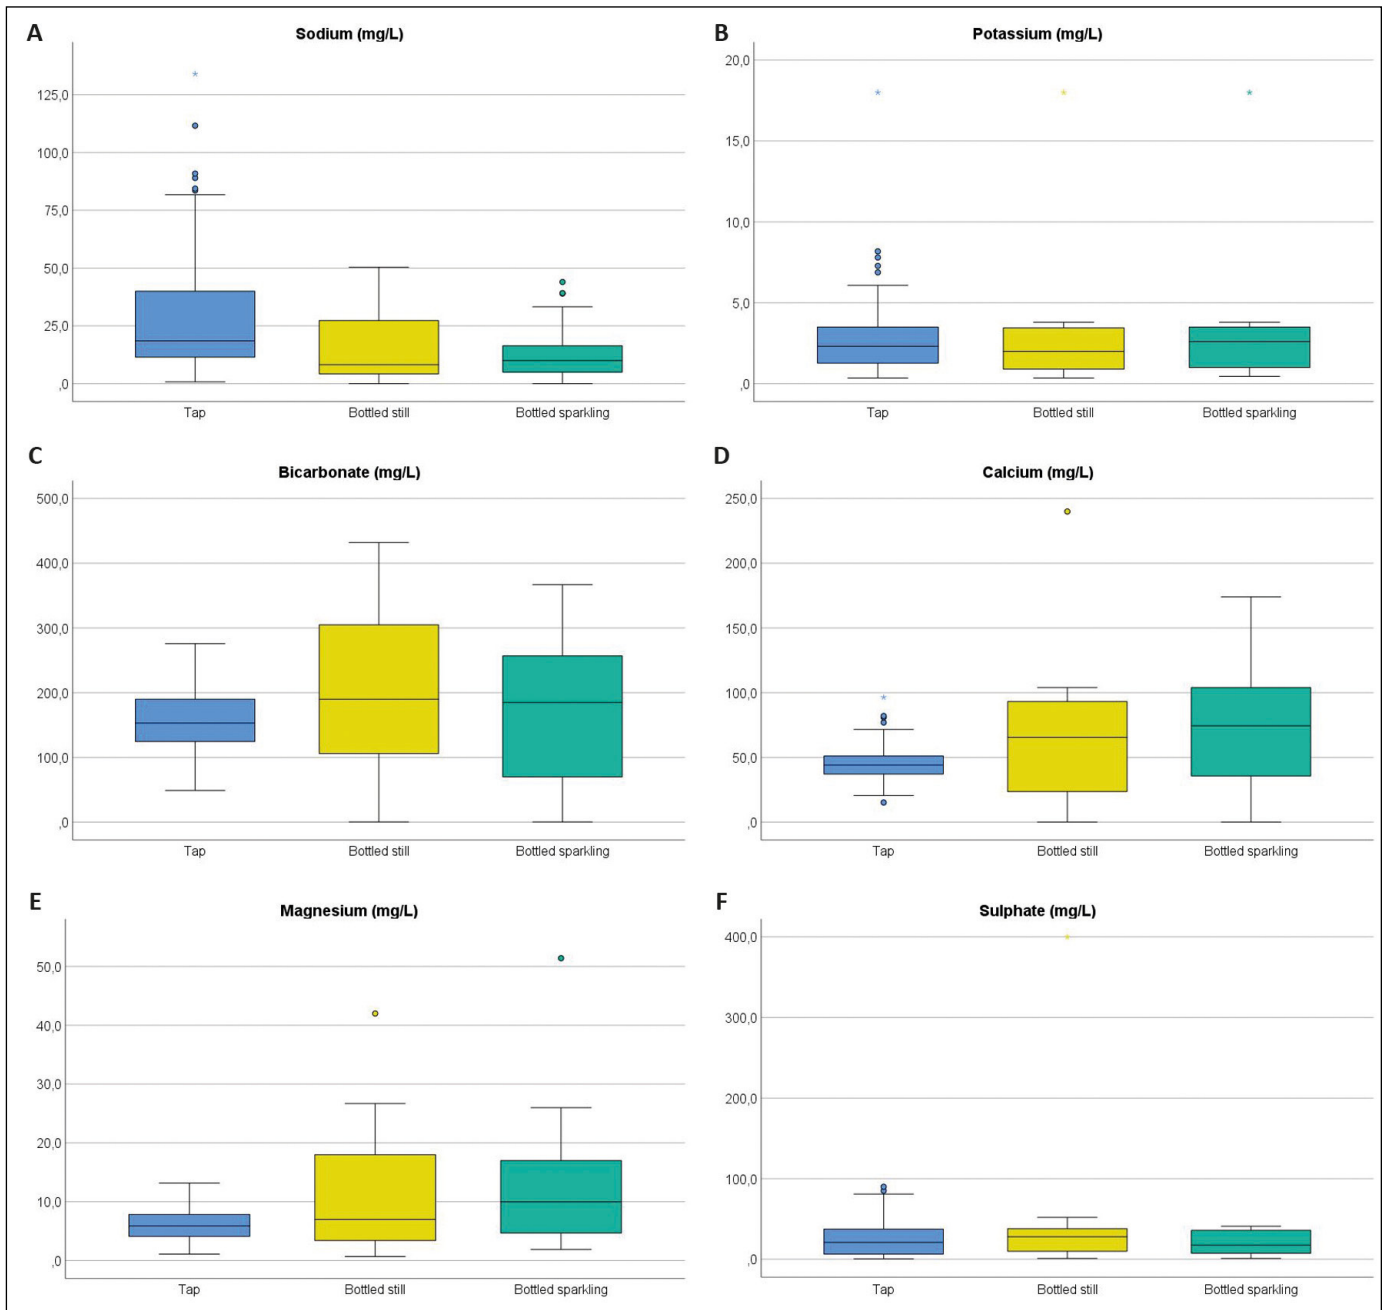 A
Sodium (mg/L)
125,0
100,0
75,0
50,0
25,0
,0
Tap
Bottled still
Bottled sparkling
B
Potassium (mg/L)
20,0
15,0
10,0
5,0
,0
Tap
Bottled still
Bottled sparkling
C
Bicarbonate (mg/L)
500,0
400,0
300,0
200,0
100,0
,0
Tap
Bottled still
Bottled sparkling
D
Calcium (mg/L)
250,0
200,0
150,0
100,0
50,0
,0
Tap
Bottled still
Bottled sparkling
E
Magnesium (mg/L)
50,0
40,0
30,0
20,0
10,0
,0
Tap
Bottled still
Bottled sparkling
F
Sulphate (mg/L)
400,0
300,0
200,0
100,0
,0
Tap
Bottled still
Bottled sparkling